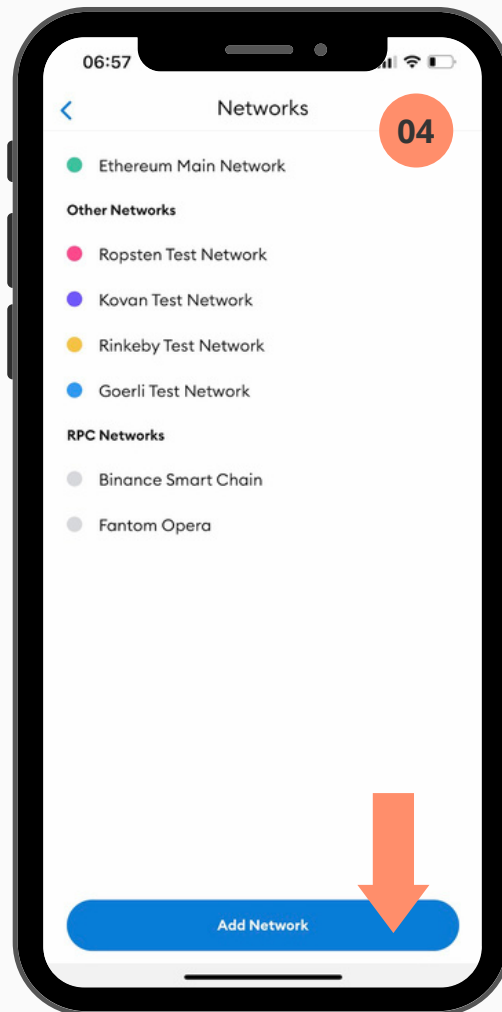 06:57
Networks
04
Ethereum Main Network
Other Networks
Ropsten Test Network
Kovan Test Network
Rinkeby Test Network
Goerli Test Network
RPC Networks
Binance Smart Chain
Fantom Opera
Add Network